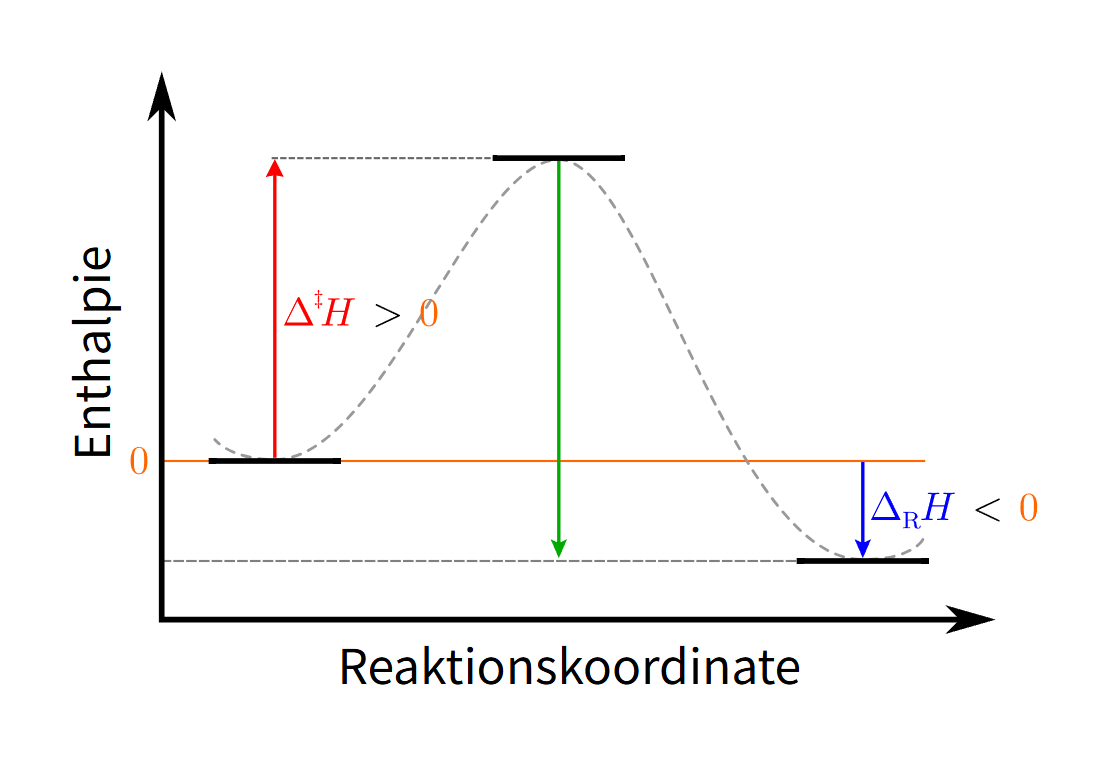 Enthalpie
Δ‡H > 0
0
ΔRH < 0
Reaktionskoordinate